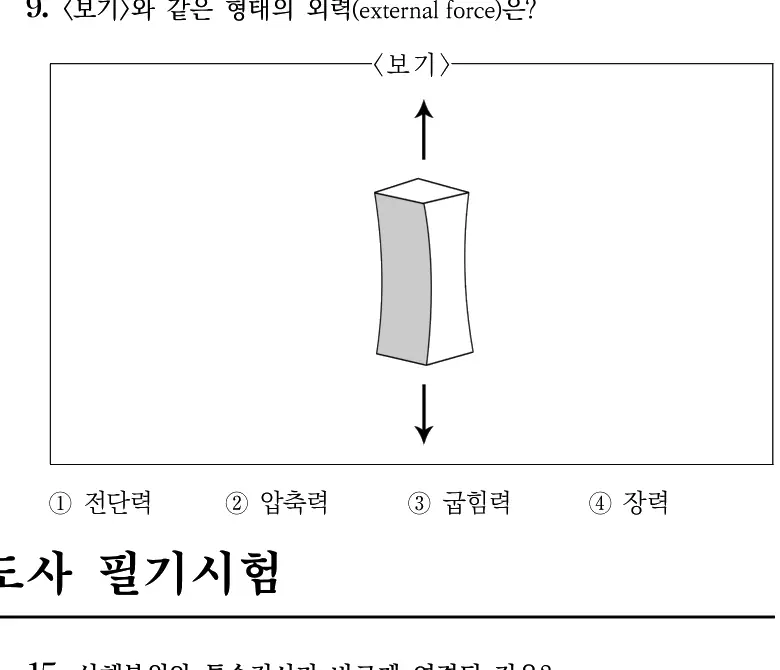 9. 〈보기〉와 같은 형태의 외력(external force)은?
〈보기〉
① 전단력 ② 압축력 ③ 굽힘력 ④ 장력
도사 필기시험
15.